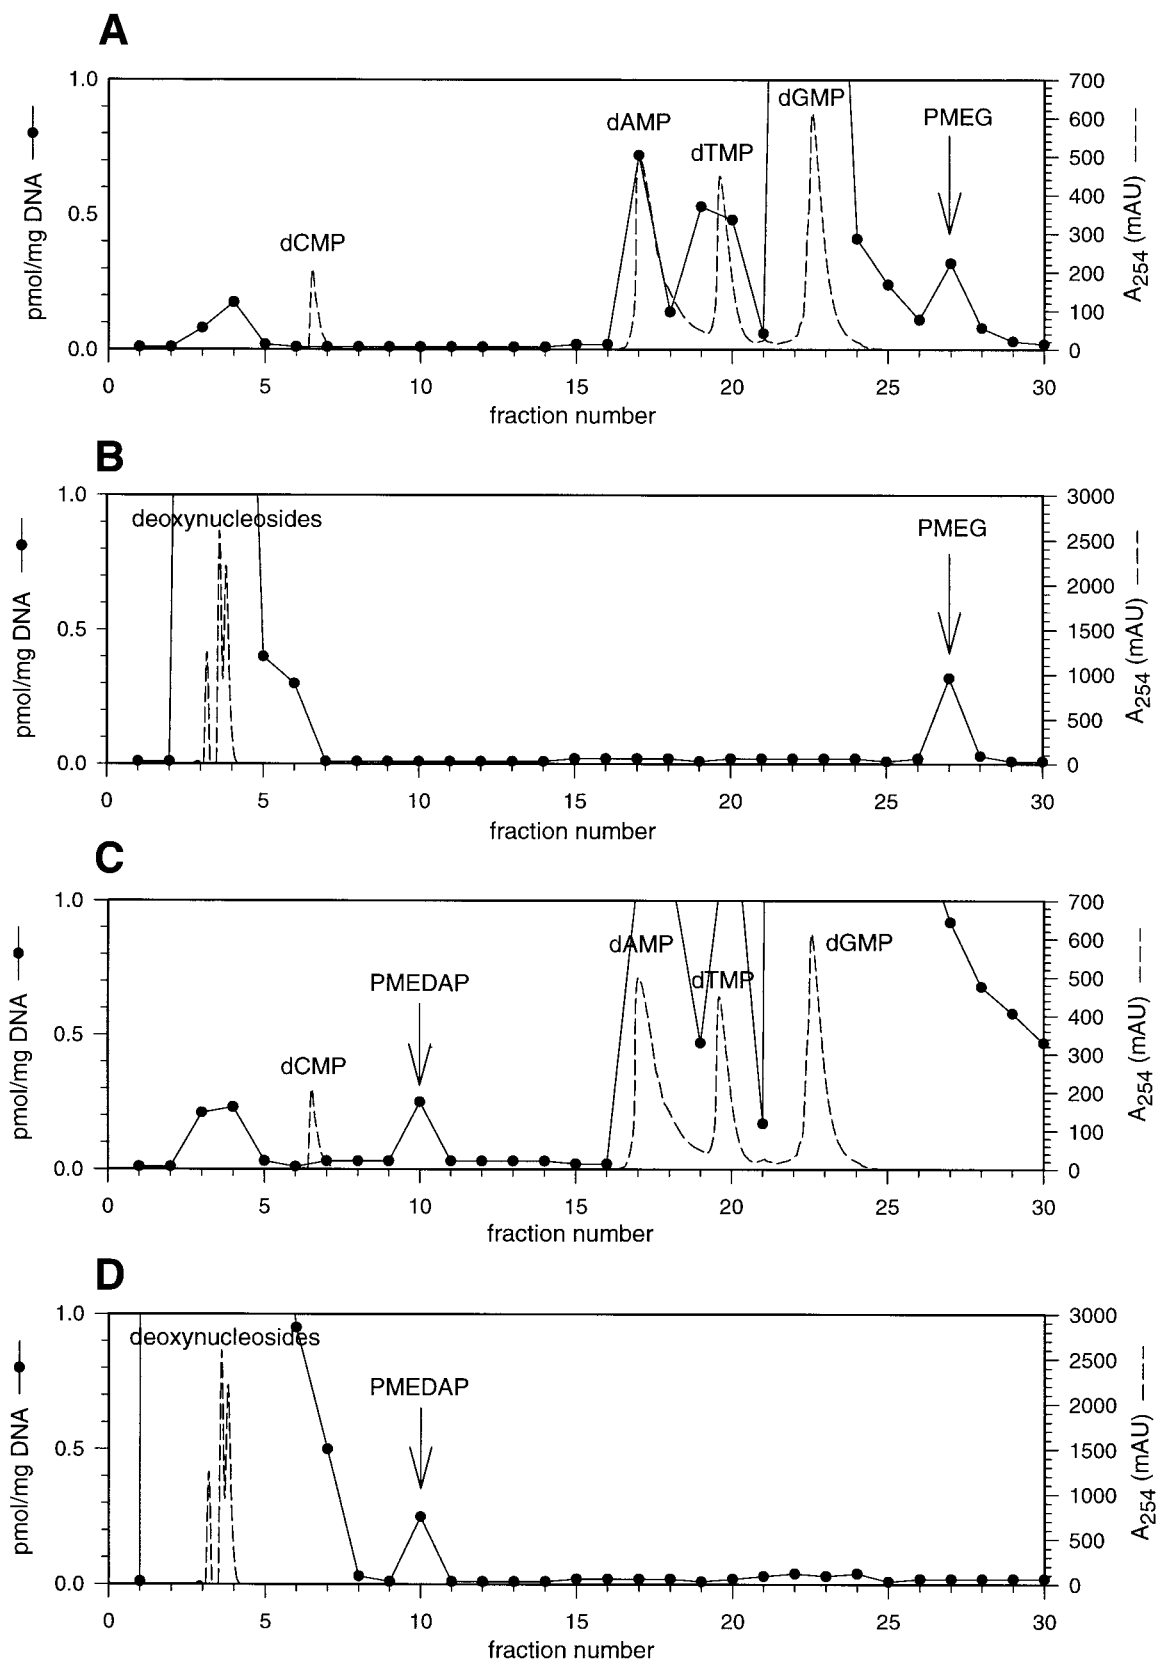 A
pmol/mg DNA
1.0
0.5
0.0
dCMP
dAMP
dTMP
dGMP
PMEG
700
600
500
400
300
200
100
0
A254 (mAU)
0 5 10 15 20 25 30
fraction number
B
pmol/mg DNA
1.0
0.5
0.0
deoxynucleosides
PMEG
3000
2500
2000
1500
1000
500
0
A254 (mAU)
0 5 10 15 20 25 30
fraction number
C
pmol/mg DNA
1.0
0.5
0.0
dCMP
PMEDAP
dAMP
dTMP
dGMP
700
600
500
400
300
200
100
0
A254 (mAU)
0 5 10 15 20 25 30
fraction number
D
pmol/mg DNA
1.0
0.5
0.0
deoxynucleosides
PMEDAP
3000
2500
2000
1500
1000
500
0
A254 (mAU)
0 5 10 15 20 25 30
fraction number